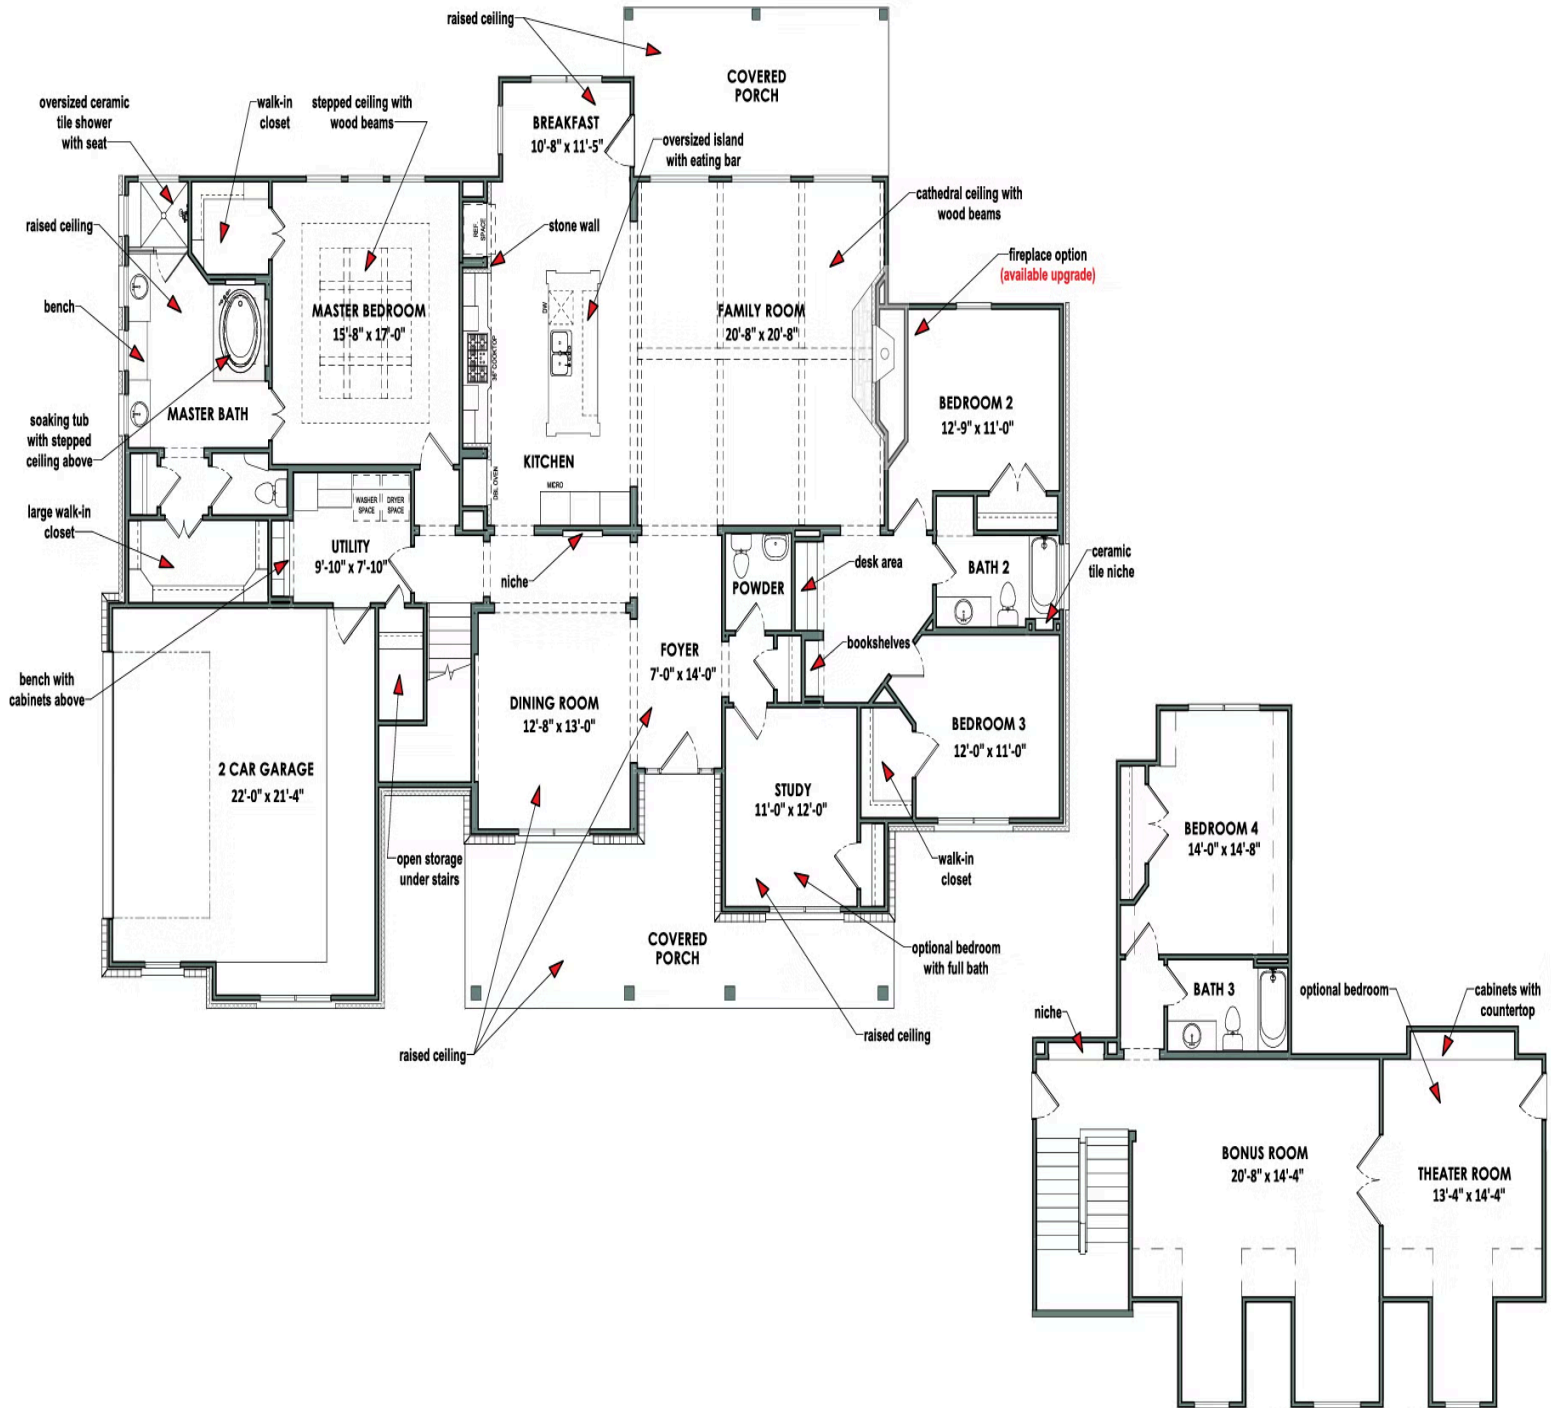 raised ceiling
COVERED
PORCH
oversized ceramic
tile shower
with seat
walk-in
closet
stepped ceiling with
wood beams
BREAKFAST
10'-8" x 11'-5"
oversized island
with eating bar
raised ceiling
REF.
SPACE
stone wall
cathedral ceiling with
wood beams
fireplace option
(available upgrade)
bench
MASTER BEDROOM
15'-8" x 17'-0"
DW
36" COOKTOP
FAMILY ROOM
20'-8" x 20'-8"
MASTER BATH
soaking tub
with stepped
ceiling above
BEDROOM 2
12'-9" x 11'-0"
KITCHEN
DBL OVEN
MICRO
WASHER
SPACE
DRYER
SPACE
large walk-in
closet
UTILITY
9'-10" x 7'-10"
niche
POWDER
desk area
BATH 2
ceramic
tile niche
bench with
cabinets above
FOYER
7'-0" x 14'-0"
bookshelves
DINING ROOM
12'-8" x 13'-0"
BEDROOM 3
12'-0" x 11'-0"
2 CAR GARAGE
22'-0" x 21'-4"
STUDY
11'-0" x 12'-0"
open storage
under stairs
walk-in
closet
COVERED
PORCH
optional bedroom
with full bath
raised ceiling
raised ceiling
BEDROOM 4
14'-0" x 14'-8"
BATH 3
niche
optional bedroom
cabinets with
countertop
BONUS ROOM
20'-8" x 14'-4"
THEATER ROOM
13'-4" x 14'-4"